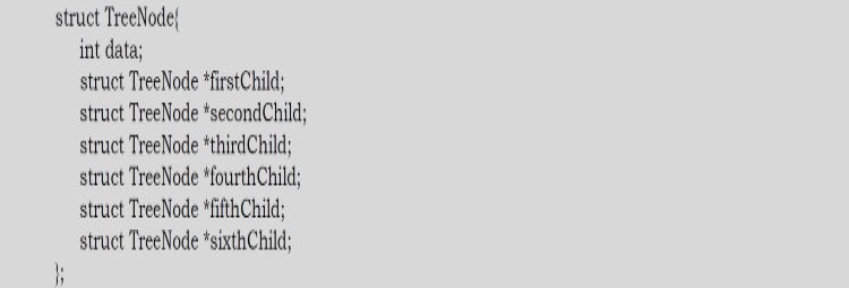 struct TreeNode{
int data;
struct TreeNode *firstChild;
struct TreeNode *secondChild;
struct TreeNode *thirdChild;
struct TreeNode *fourthChild;
struct TreeNode *fifthChild;
struct TreeNode *sixthChild;
};